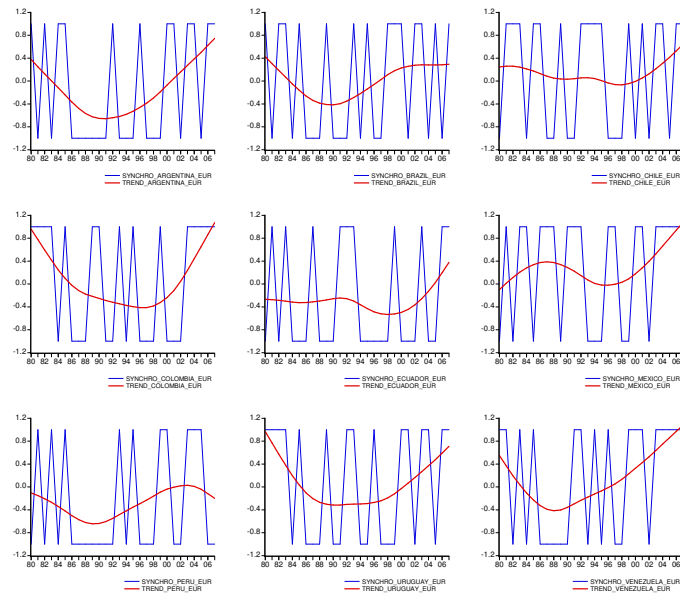 1.2 1.2 1.2
0.8 0.8 0.8
0.4 0.4 0.4
0.0 0.0 0.0
-0.4 -0.4 -0.4
-0.8 -0.8 -0.8
-1.2 -1.2 -1.2
80 82 84 86 88 90 92 94 96 98 00 02 04 06 80 82 84 86 88 90 92 94 96 98 00 02 04 06 80 82 84 86 88 90 92 94 96 98 00 02 04 06
SYNCHRO_ARGENTINA_EUR SYNCHRO_BRAZIL_EUR SYNCHRO_CHILE_EUR
TREND_ARGENTINA_EUR TREND_BRAZIL_EUR TREND_CHILE_EUR
1.2 1.2 1.2
0.8 0.8 0.8
0.4 0.4 0.4
0.0 0.0 0.0
-0.4 -0.4 -0.4
-0.8 -0.8 -0.8
-1.2 -1.2 -1.2
80 82 84 86 88 90 92 94 96 98 00 02 04 06 80 82 84 86 88 90 92 94 96 98 00 02 04 06 80 82 84 86 88 90 92 94 96 98 00 02 04 06
SYNCHRO_COLOMBIA_EUR SYNCHRO_ECUADOR_EUR SYNCHRO_MEXICO_EUR
TREND_COLOMBIA_EUR TREND_ECUADOR_EUR TREND_MEXICO_EUR
1.2 1.2 1.2
0.8 0.8 0.8
0.4 0.4 0.4
0.0 0.0 0.0
-0.4 -0.4 -0.4
-0.8 -0.8 -0.8
-1.2 -1.2 -1.2
80 82 84 86 88 90 92 94 96 98 00 02 04 06 80 82 84 86 88 90 92 94 96 98 00 02 04 06 80 82 84 86 88 90 92 94 96 98 00 02 04 06
SYNCHRO_PERU_EUR SYNCHRO_URUGUAY_EUR SYNCHRO_VENEZUELA_EUR
TREND_PERU_EUR TREND_URUGUAY_EUR TREND_VENEZUELA_EUR